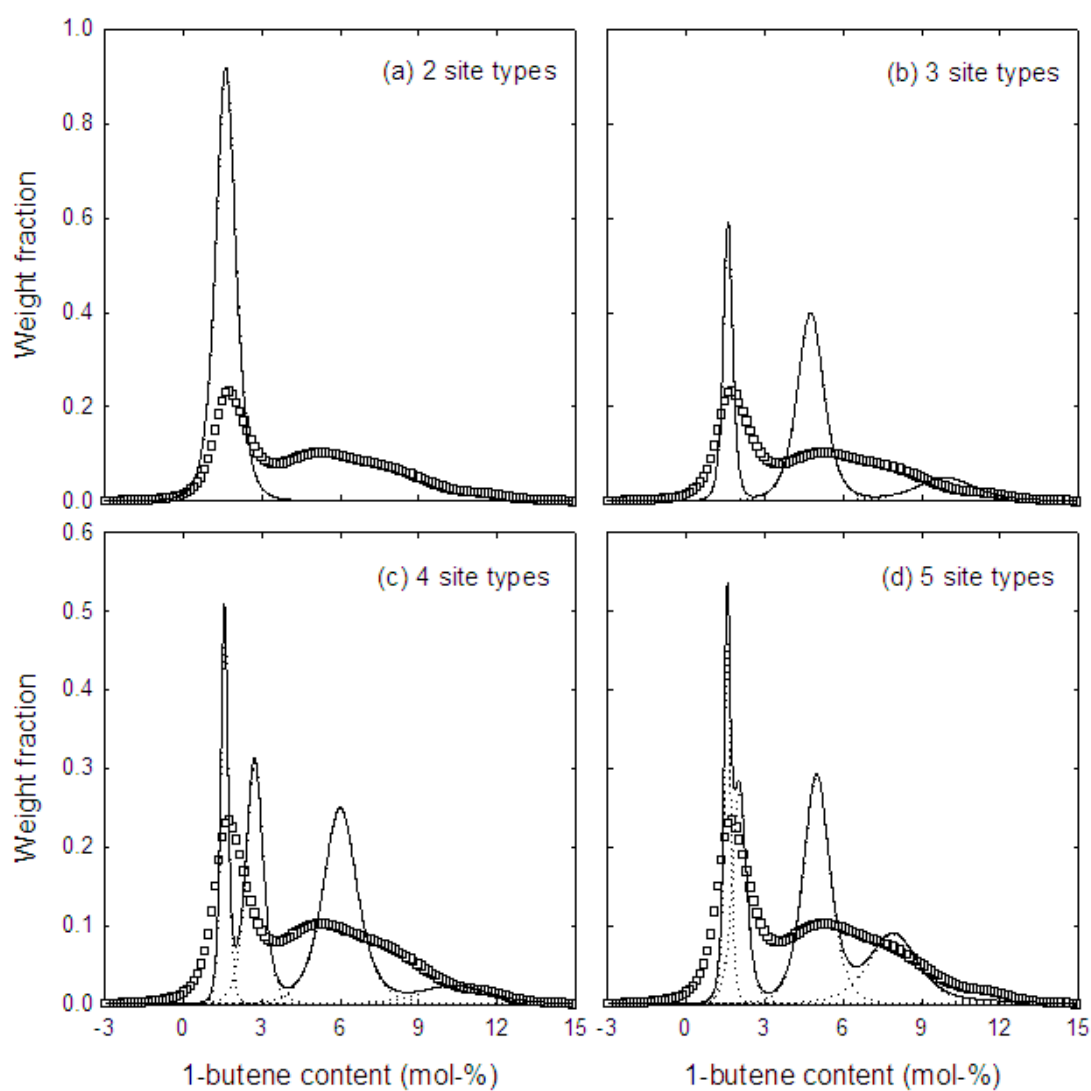 1.0
(a) 2 site types
(b) 3 site types
0.8
0.6
0.4
0.2
0.0
Weight fraction
0.6
(c) 4 site types
(d) 5 site types
0.5
0.4
0.3
0.2
0.1
0.0
Weight fraction
-3 0 3 6 9 12 15
-3 0 3 6 9 12 15
1-butene content (mol-%)
1-butene content (mol-%)